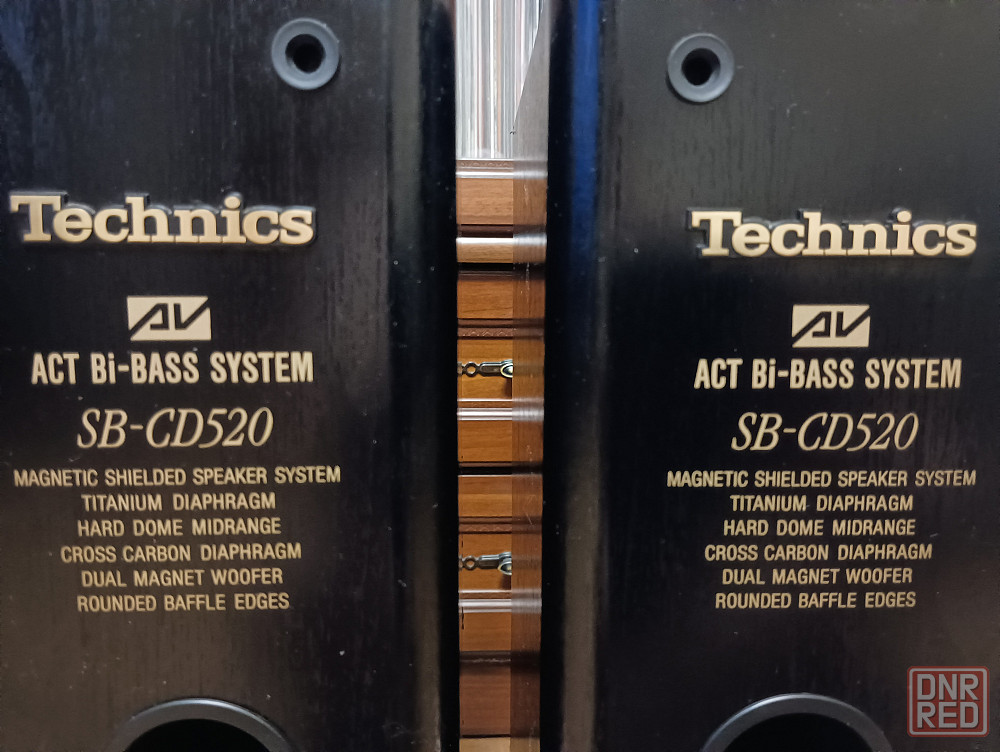 Technics
AV
ACT Bi-BASS SYSTEM
SB-CD520
MAGNETIC SHIELDED SPEAKER SYSTEM
TITANIUM DIAPHRAGM
HARD DOME MIDRANGE
CROSS CARBON DIAPHRAGM
DUAL MAGNET WOOFER
ROUNDED BAFFLE EDGES
Technics
AV
ACT Bi-BASS SYSTEM
SB-CD520
MAGNETIC SHIELDED SPEAKER SYSTEM
TITANIUM DIAPHRAGM
HARD DOME MIDRANGE
CROSS CARBON DIAPHRAGM
DUAL MAGNET WOOFER
ROUNDED BAFFLE EDGES
DNR
RED